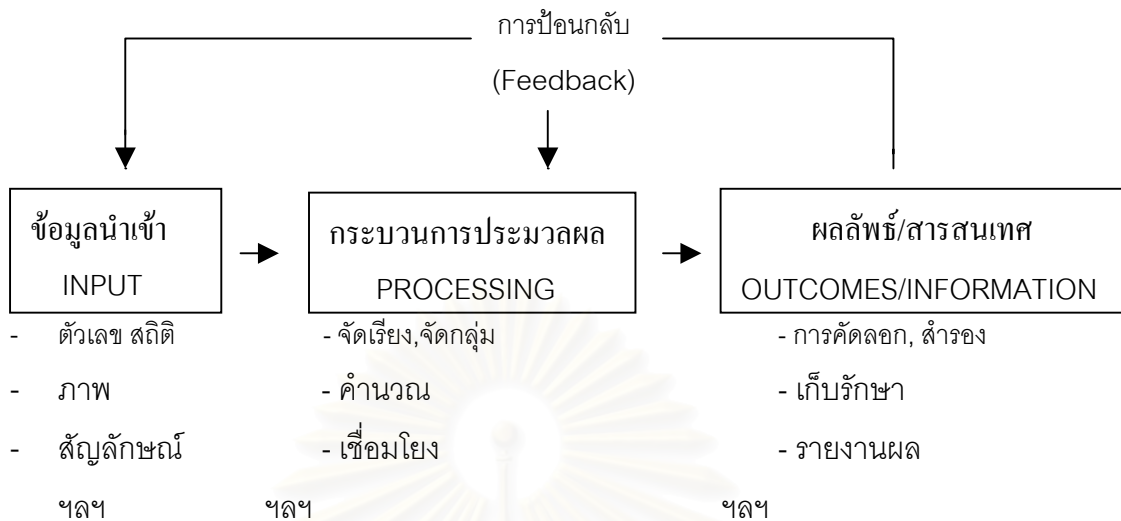 การป้อนกลับ
(Feedback)
ข้อมูลนำเข้า
INPUT
กระบวนการประมวลผล
PROCESSING
ผลลัพธ์/สารสนเทศ
OUTCOMES/INFORMATION
- ตัวเลข สถิติ
- ภาพ
- สัญลักษณ์
ฯลฯ
- จัดเรียง,จัดกลุ่ม
- คำนวณ
- เชื่อมโยง
ฯลฯ
- การคัดลอก, สำรอง
- เก็บรักษา
- รายงานผล
ฯลฯ